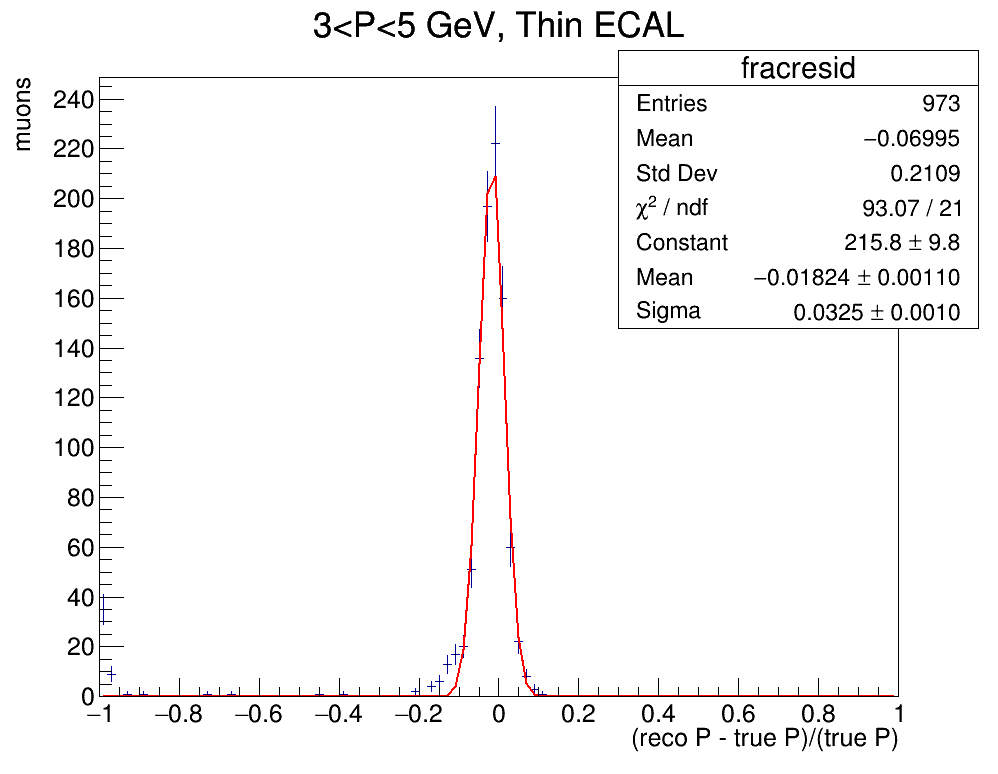 3<P<5 GeV, Thin ECAL
fracresid
Entries 973
Mean −0.06995
Std Dev 0.2109
χ² / ndf 93.07 / 21
Constant 215.8 ± 9.8
Mean −0.01824 ± 0.00110
Sigma 0.0325 ± 0.0010
muons
240
220
200
180
160
140
120
100
80
60
40
20
0
−1 −0.8 −0.6 −0.4 −0.2 0 0.2 0.4 0.6 0.8 1
(reco P - true P)/(true P)